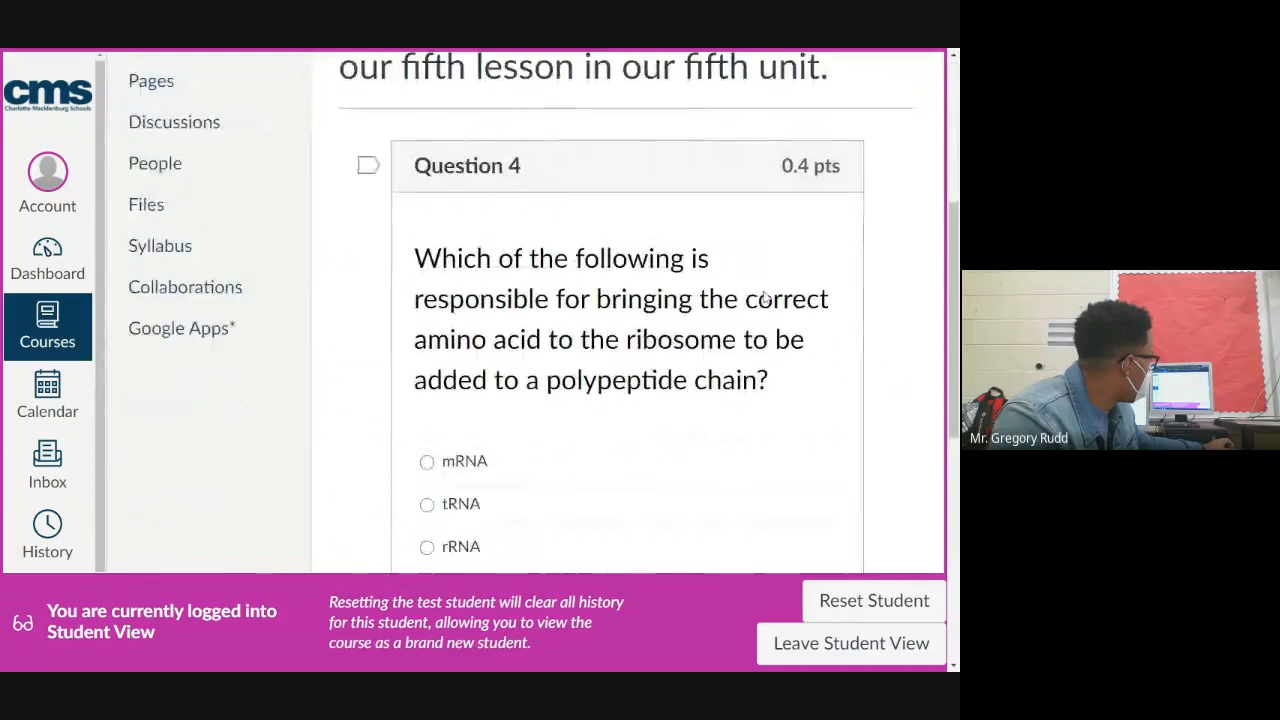 our fifth lesson in our fifth unit.
cms
Charlotte-Mecklenburg Schools
Account
Dashboard
Courses
Calendar
Inbox
History
Pages
Discussions
People
Files
Syllabus
Collaborations
Google Apps*
Question 4
0.4 pts
Which of the following is
responsible for bringing the correct
amino acid to the ribosome to be
added to a polypeptide chain?
mRNA
tRNA
rRNA
You are currently logged into
Student View
Resetting the test student will clear all history
for this student, allowing you to view the
course as a brand new student.
Reset Student
Leave Student View
Mr. Gregory Rudd